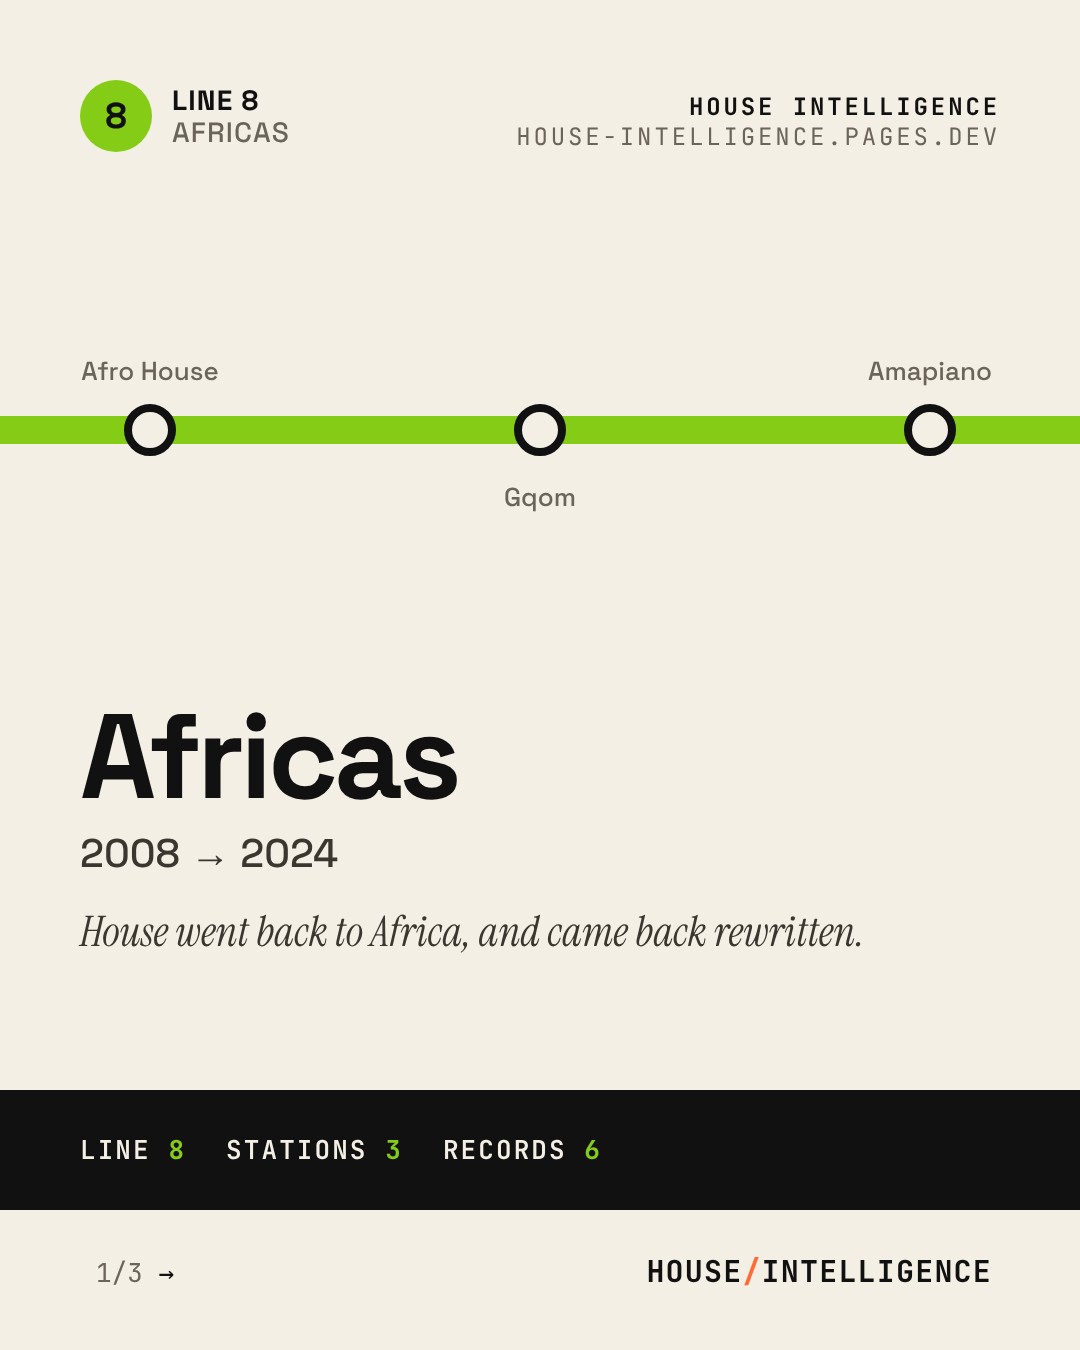 8
LINE 8
AFRICAS
HOUSE INTELLIGENCE
HOUSE-INTELLIGENCE.PAGES.DEV
Afro House
Amapiano
Gqom
Africas
2008 → 2024
House went back to Africa, and came back rewritten.
LINE 8 STATIONS 3 RECORDS 6
1/3 →
HOUSE/INTELLIGENCE